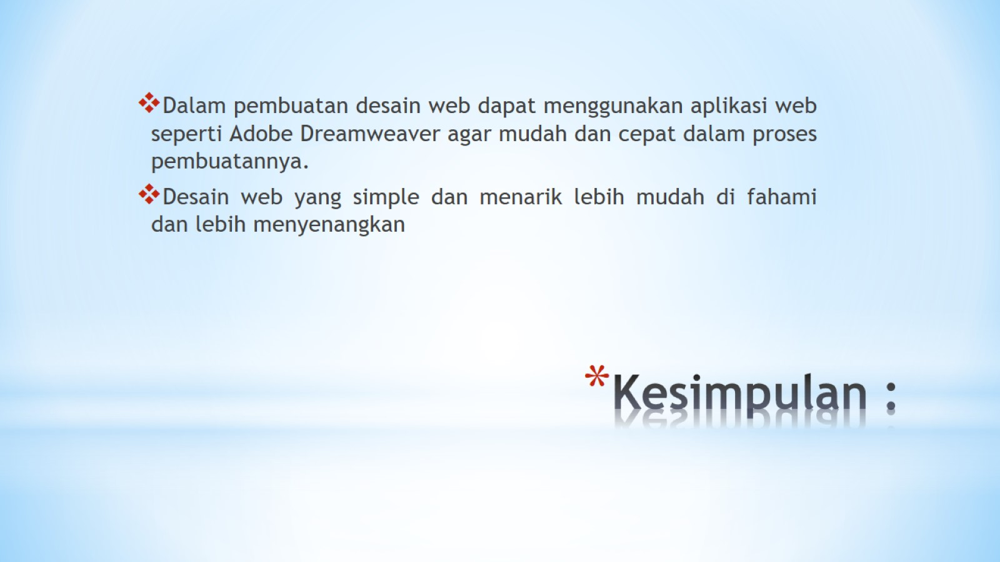 Dalam pembuatan desain web dapat menggunakan aplikasi web
seperti Adobe Dreamweaver agar mudah dan cepat dalam proses
pembuatannya.
Desain web yang simple dan menarik lebih mudah di fahami
dan lebih menyenangkan
*Kesimpulan :